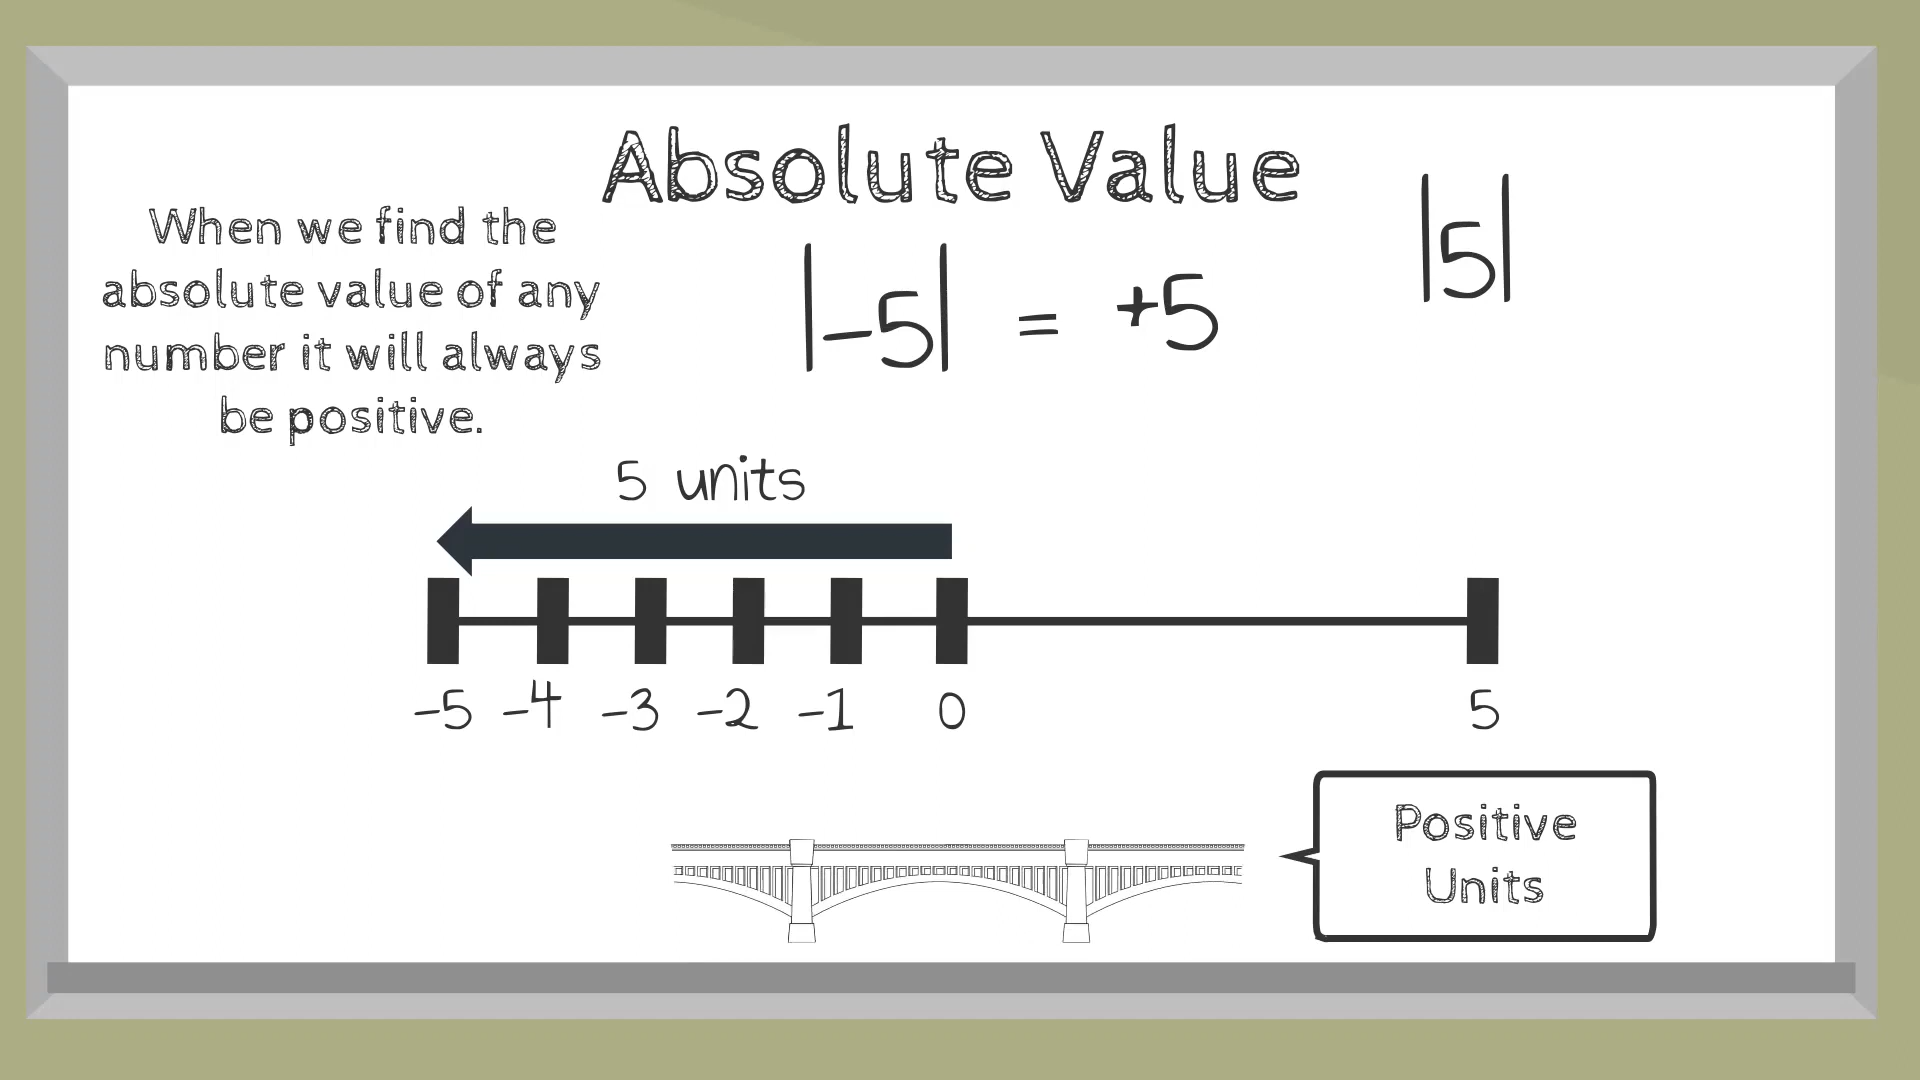 Absolute Value
When we find the
absolute value of any
number it will always
be positive.
|-5| = +5
|5|
5 units
-5 -4 -3 -2 -1 0 5
Positive
Units